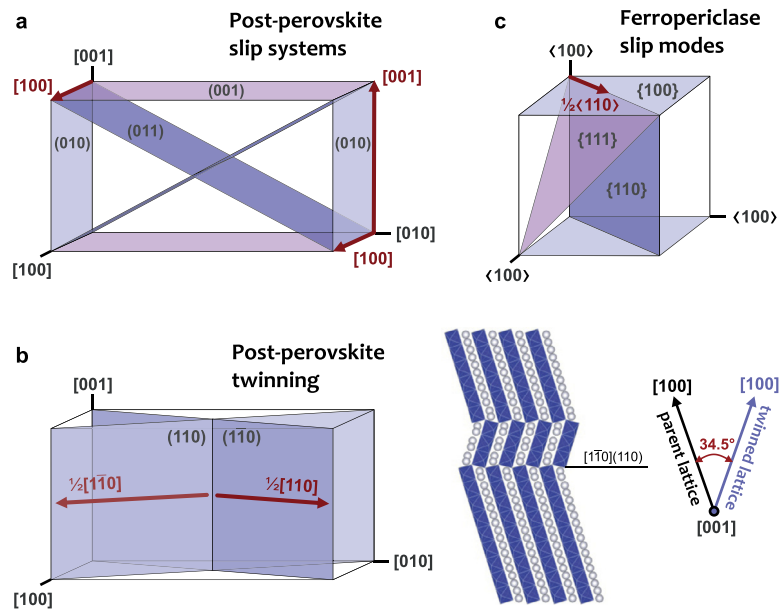 a
Post-perovskite
slip systems
[001]
[100]
[001]
(001)
(010)
(011)
(010)
[010]
[100]
[100]
c
Ferropericlase
slip modes
⟨100⟩
½⟨110⟩
{100}
{111}
{110}
⟨100⟩
⟨100⟩
b
Post-perovskite
twinning
[001]
(110)
(11̅0)
½[11̅0]
½[110]
[010]
[100]
[11̅0](110)
[100]
[100]
34.5°
parent lattice
twinned lattice
[001]